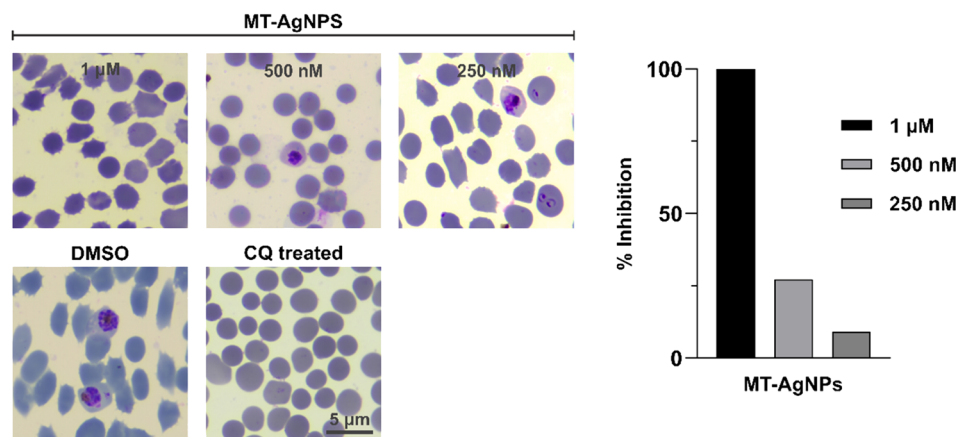 MT-AgNPS
1 μM
500 nM
250 nM
DMSO
CQ treated
5 μm
% Inhibition
100
50
0
MT-AgNPs
1 μM
500 nM
250 nM